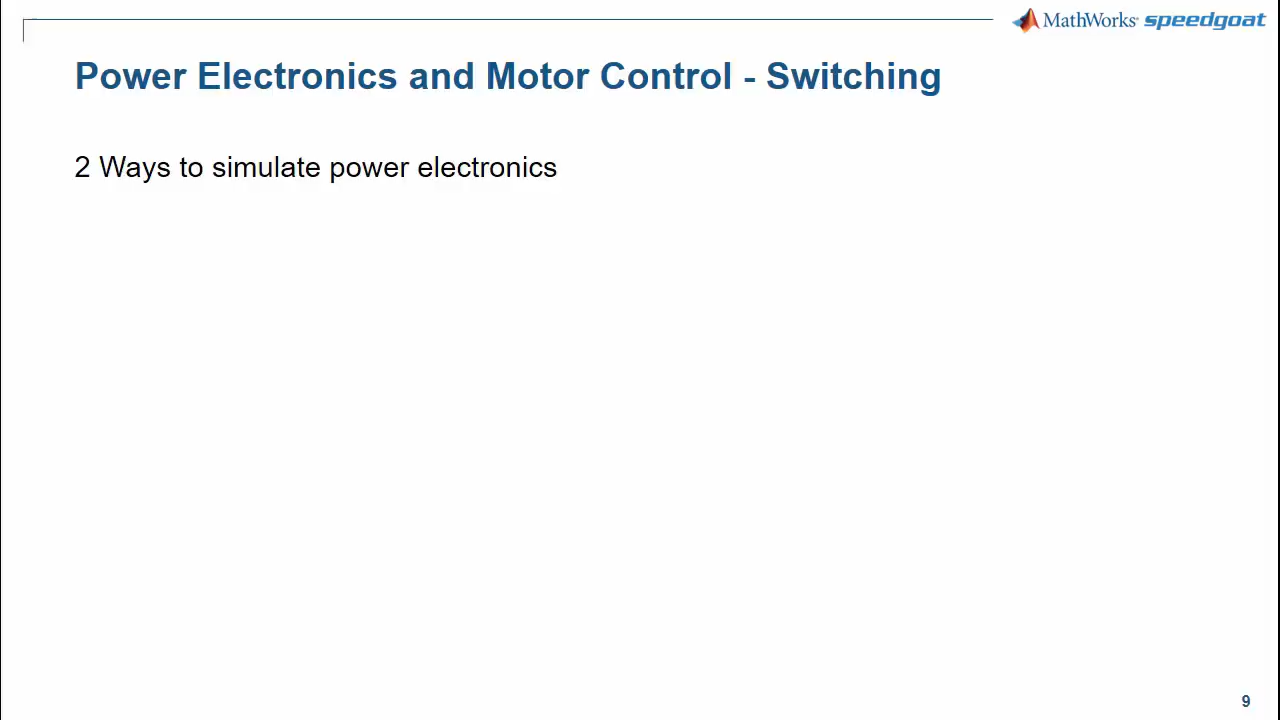 MathWorks® speedgoat
Power Electronics and Motor Control - Switching
2 Ways to simulate power electronics
9